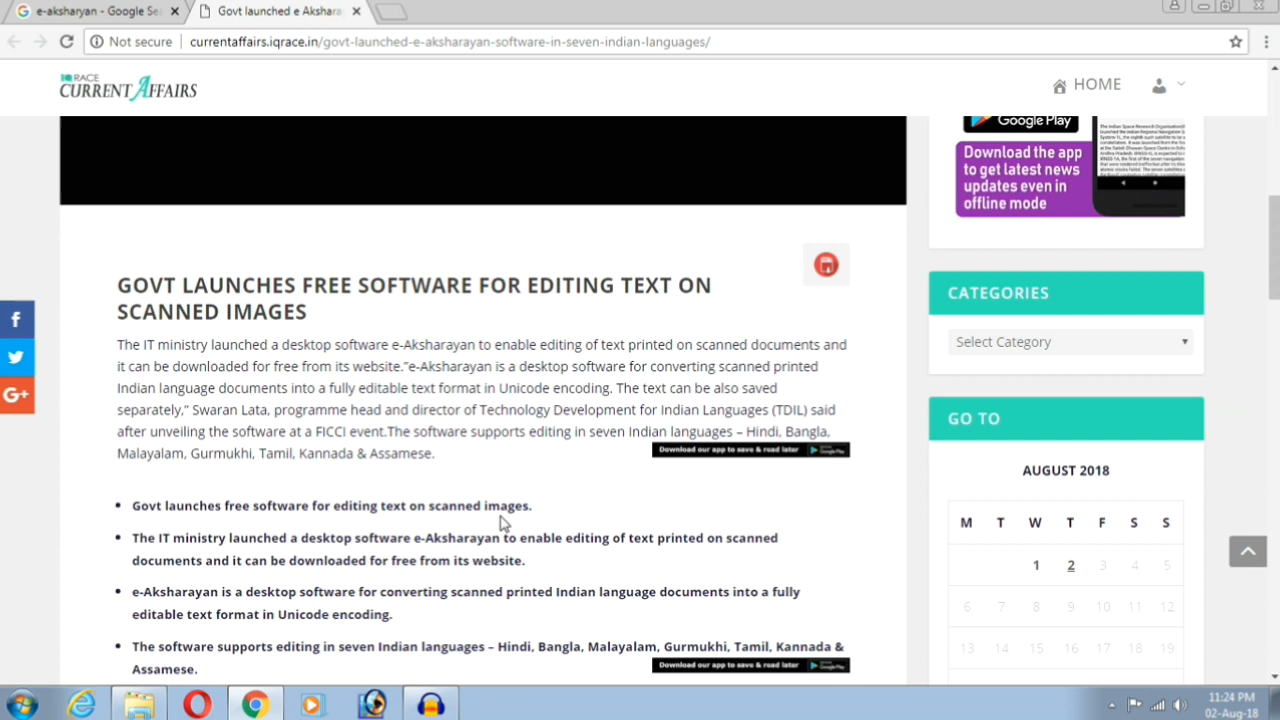 e-aksharyan - Google Se
Govt launched e Akshara
Not secure
currentaffairs.iqrace.in/govt-launched-e-aksharayan-software-in-seven-indian-languages/
IQ RACE
CURRENT AFFAIRS
HOME
Google Play
Download the app
to get latest news
updates even in
offline mode
GOVT LAUNCHES FREE SOFTWARE FOR EDITING TEXT ON
SCANNED IMAGES
The IT ministry launched a desktop software e-Aksharayan to enable editing of text printed on scanned documents and
it can be downloaded for free from its website.”e-Aksharayan is a desktop software for converting scanned printed
Indian language documents into a fully editable text format in Unicode encoding. The text can be also saved
separately,” Swaran Lata, programme head and director of Technology Development for Indian Languages (TDIL) said
after unveiling the software at a FICCI event.The software supports editing in seven Indian languages – Hindi, Bangla,
Malayalam, Gurmukhi, Tamil, Kannada & Assamese.
Download our app to save & read later
Google Play
• Govt launches free software for editing text on scanned images.
• The IT ministry launched a desktop software e-Aksharayan to enable editing of text printed on scanned
documents and it can be downloaded for free from its website.
• e-Aksharayan is a desktop software for converting scanned printed Indian language documents into a fully
editable text format in Unicode encoding.
• The software supports editing in seven Indian languages – Hindi, Bangla, Malayalam, Gurmukhi, Tamil, Kannada &
Assamese.
Download our app to save & read later
Google Play
f
G+
CATEGORIES
Select Category
GO TO
AUGUST 2018
M T W T F S S
1 2 3 4 5
6 7 8 9 10 11 12
13 14 15 16 17 18 19
11:24 PM
02-Aug-18